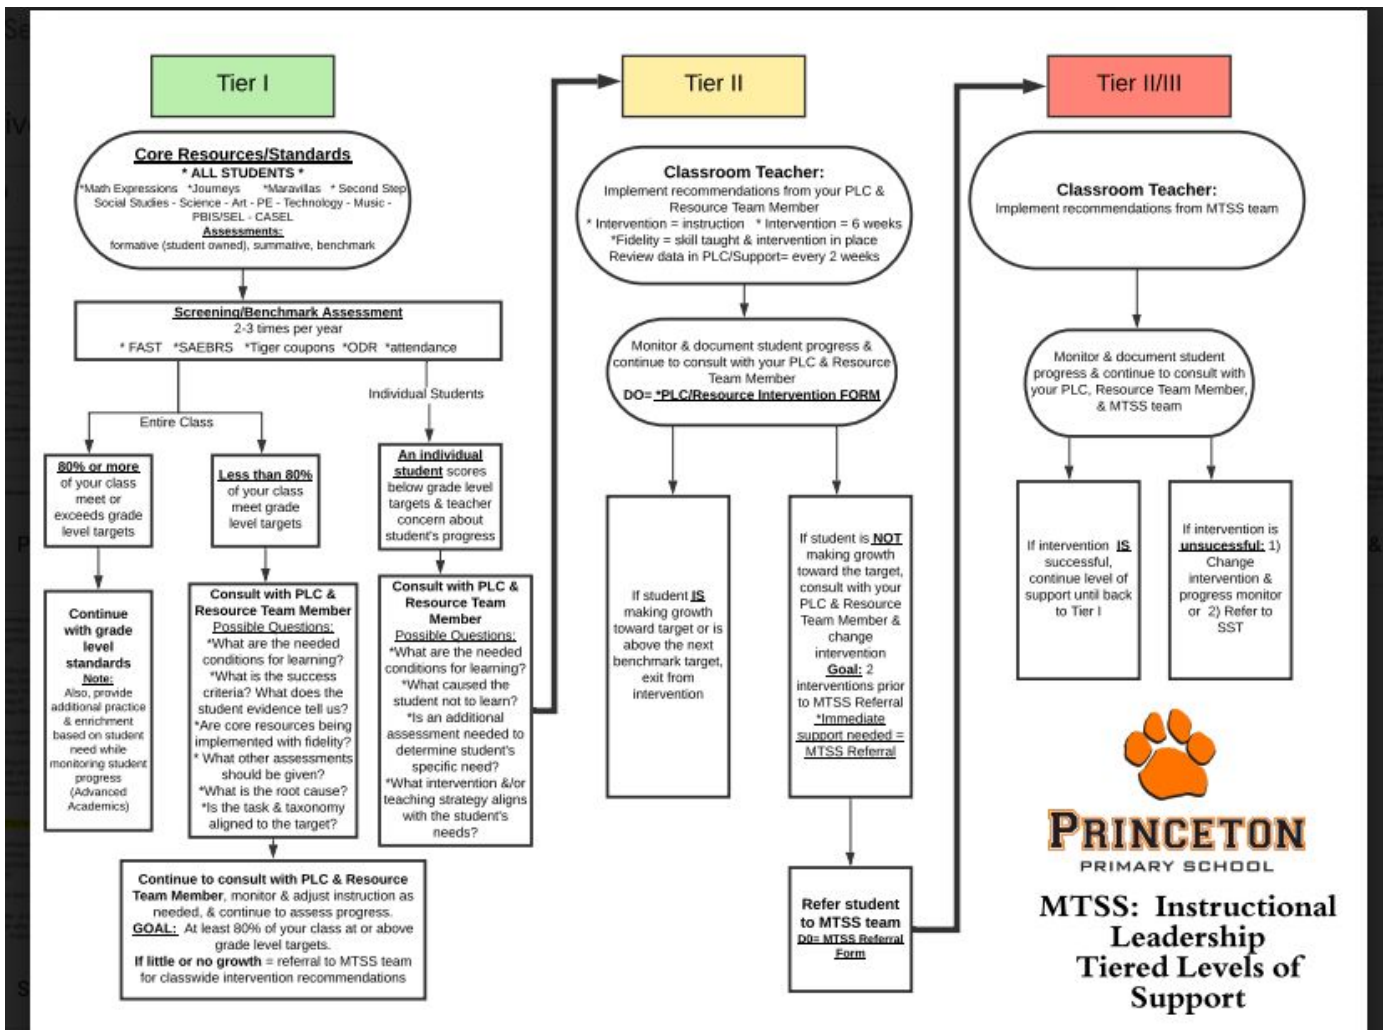 Tier I
Core Resources/Standards
* ALL STUDENTS *
*Math Expressions *Journeys *Maravillas * Second Step
Social Studies - Science - Art - PE - Technology - Music -
PBIS/SEL - CASEL
Assessments:
formative (student owned), summative, benchmark
Screening/Benchmark Assessment
2-3 times per year
* FAST *SAEBRS *Tiger coupons *ODR *attendance
Entire Class
Individual Students
80% or more
of your class
meet or
exceeds grade
level targets
Continue
with grade
level
standards
Note:
Also, provide
additional practice
& enrichment
based on student
need while
monitoring student
progress
(Advanced
Academics)
Less than 80%
of your class
meet grade
level targets
Consult with PLC &
Resource Team Member
Possible Questions:
*What are the needed
conditions for learning?
*What is the success
criteria? What does the
student evidence tell us?
*Are core resources being
implemented with fidelity?
* What other assessments
should be given?
*What is the root cause?
*Is the task & taxonomy
aligned to the target?
Continue to consult with PLC & Resource
Team Member, monitor & adjust instruction as
needed, & continue to assess progress.
GOAL: At least 80% of your class at or above
grade level targets.
If little or no growth = referral to MTSS team
for classwide intervention recommendations
An individual
student scores
below grade level
targets & teacher
concern about
student's progress
Consult with PLC &
Resource Team
Member
Possible Questions:
*What are the needed
conditions for learning?
*What caused the
student not to learn?
*Is an additional
assessment needed to
determine student's
specific need?
*What intervention &/or
teaching strategy aligns
with the student's
needs?
Tier II
Classroom Teacher:
Implement recommendations from your PLC &
Resource Team Member
* Intervention = instruction * Intervention = 6 weeks
*Fidelity = skill taught & intervention in place
Review data in PLC/Support= every 2 weeks
Monitor & document student progress &
continue to consult with your PLC & Resource
Team Member
DO= *PLC/Resource Intervention FORM
If student IS
making growth
toward target or is
above the next
benchmark target,
exit from
intervention
If student is NOT
making growth
toward the target,
consult with your
PLC & Resource
Team Member &
change
intervention
Goal: 2
interventions prior
to MTSS Referral
*Immediate
support needed =
MTSS Referral
Refer student
to MTSS team
D0= MTSS Referral
Form
Tier II/III
Classroom Teacher:
Implement recommendations from MTSS team
Monitor & document student
progress & continue to consult with
your PLC, Resource Team Member,
& MTSS team
If intervention IS
successful,
continue level of
support until back
to Tier I
If intervention is
unsucessful: 1)
Change
intervention &
progress monitor
or 2) Refer to
SST
PRINCETON
PRIMARY SCHOOL
MTSS: Instructional
Leadership
Tiered Levels of
Support